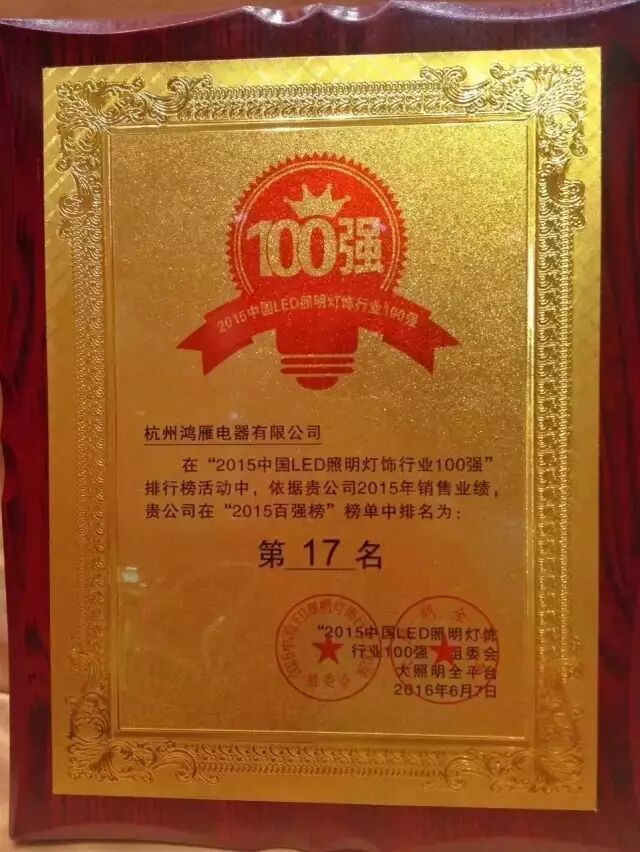 100强
2015中国LED照明灯饰行业100强
杭州鸿雁电器有限公司
在“2015中国LED照明灯饰行业100强”
排行榜活动中，依据贵公司2015年销售业绩，
贵公司在“2015百强榜”榜单中排名为：
第 17 名
“2015中国LED照明灯饰
行业100强”组委会
大照明全平台
2016年6月7日